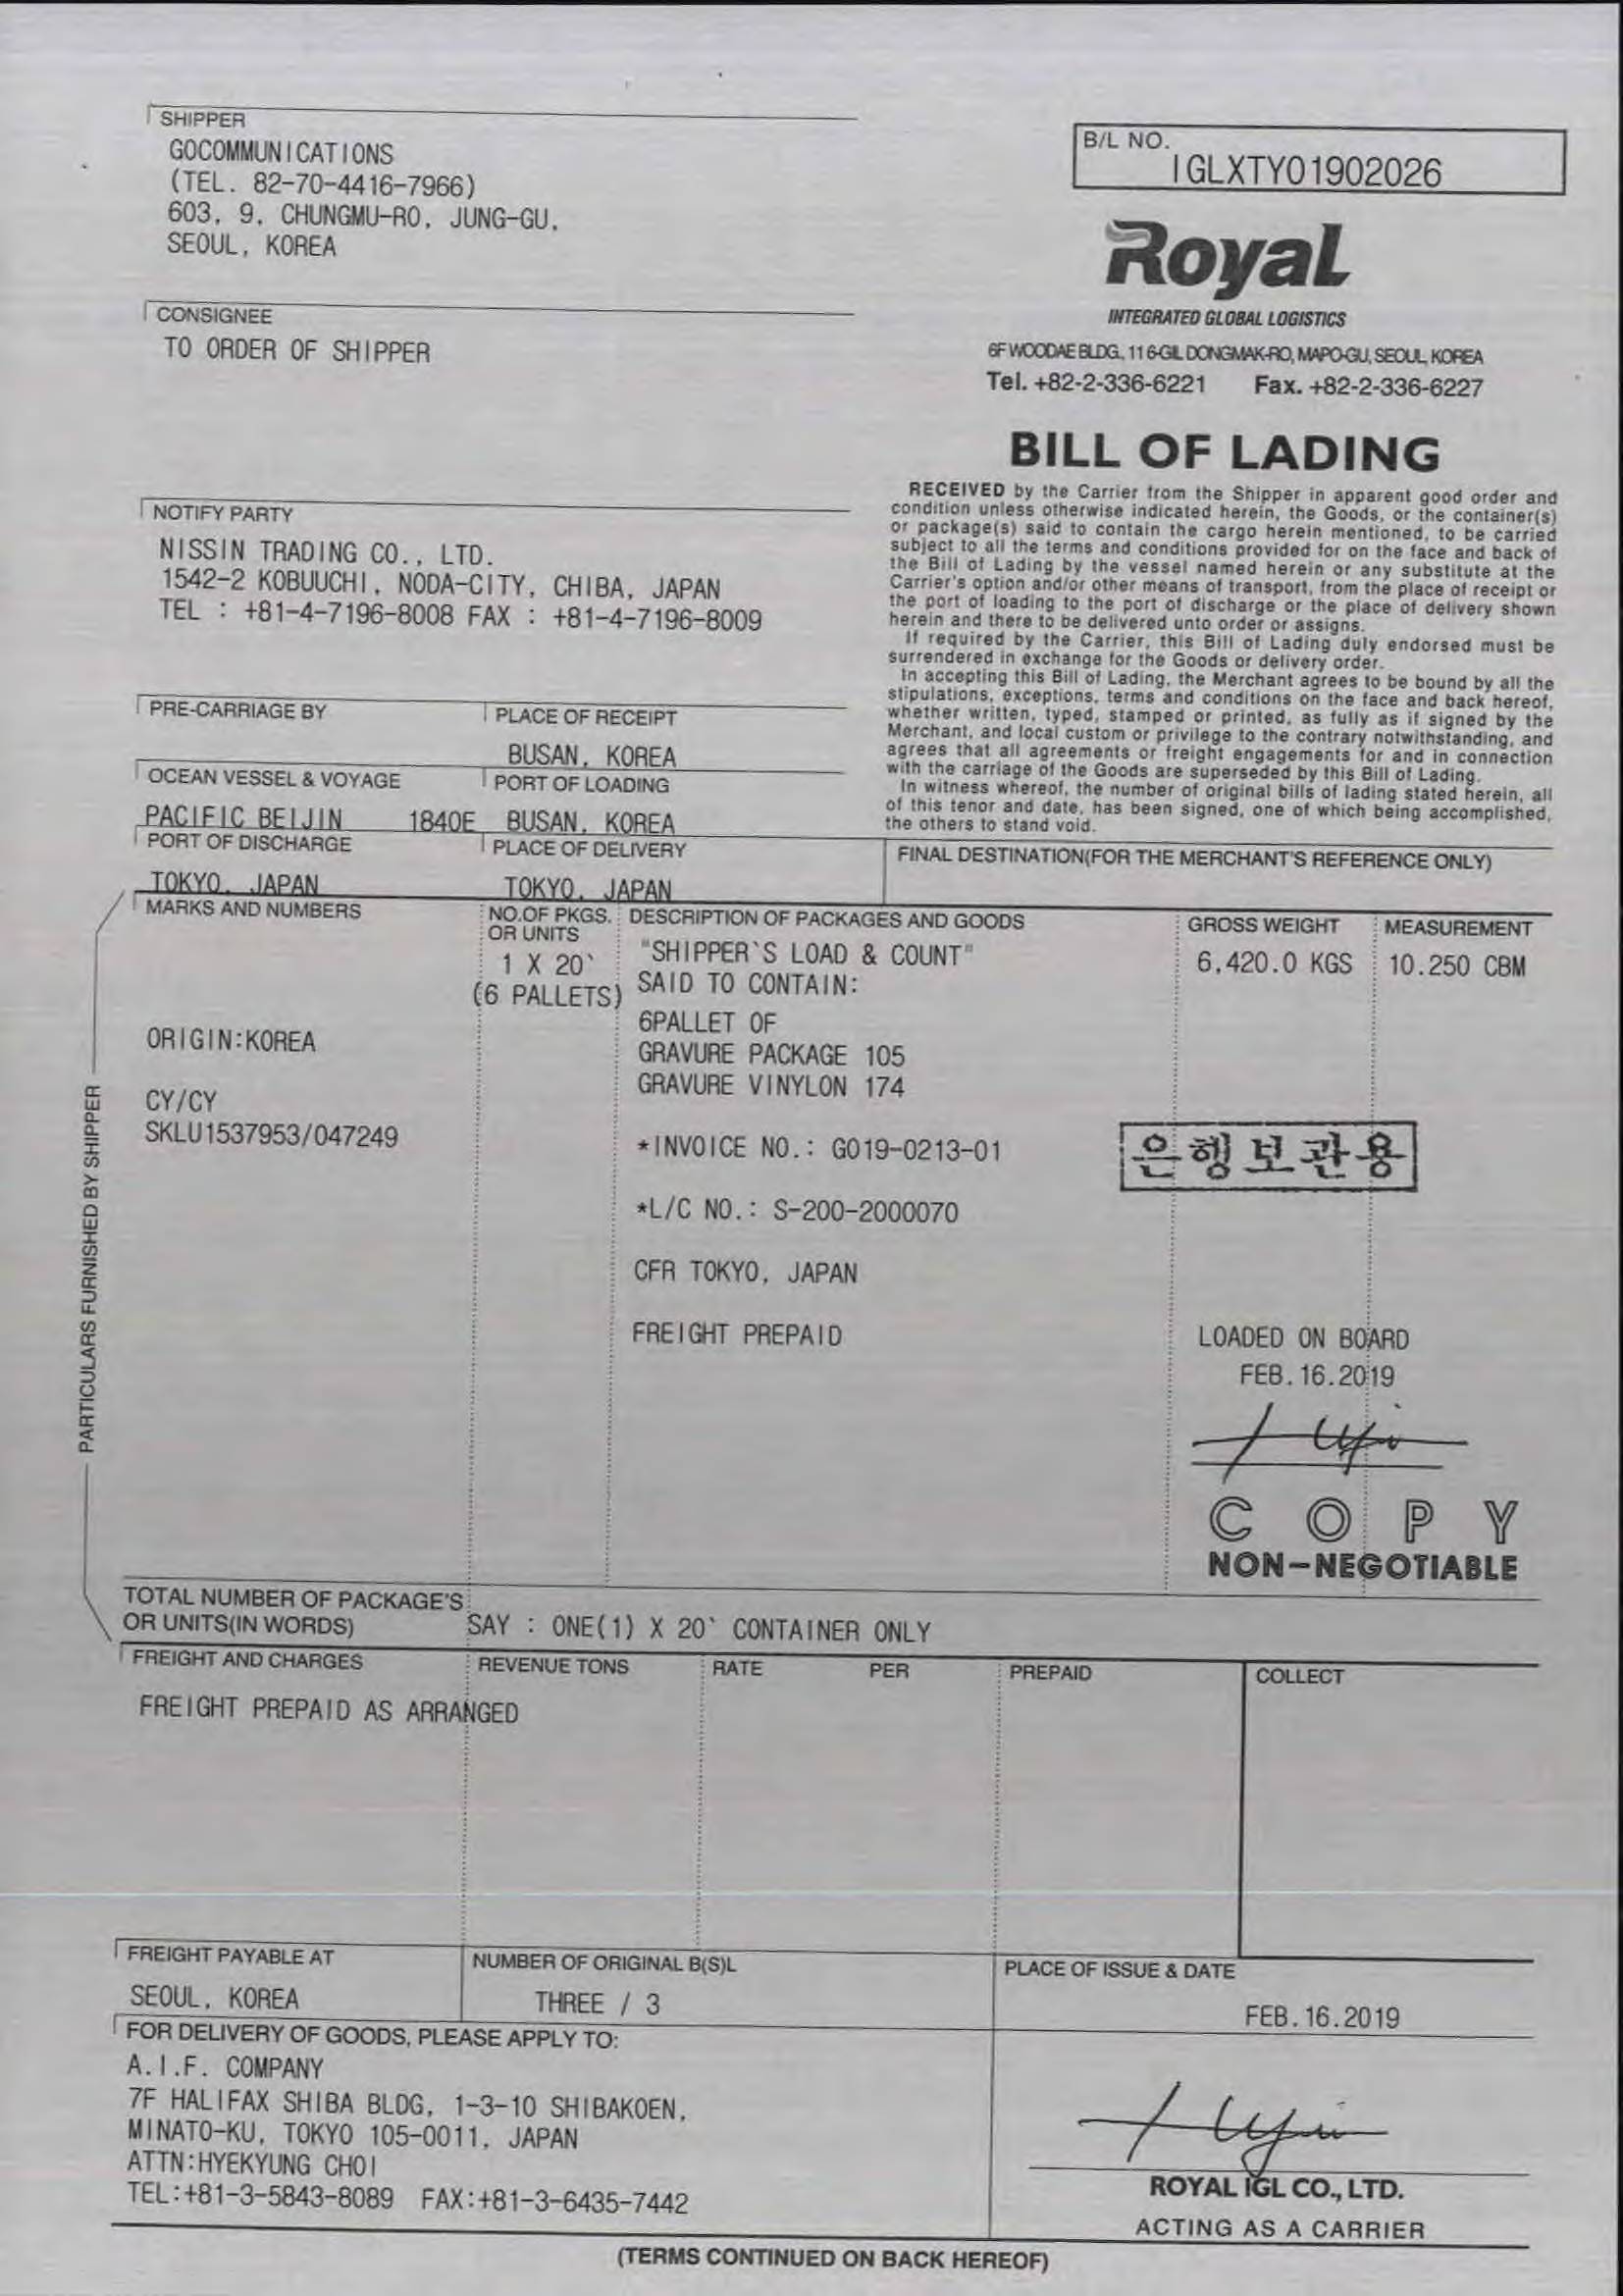 SHIPPER
GOCOMMUNICATIONS
(TEL. 82-70-4416-7966)
603, 9, CHUNGMU-RO, JUNG-GU,
SEOUL, KOREA
B/L NO.
IGLXTY01902026
Royal
INTEGRATED GLOBAL LOGISTICS
6F WOODAE BLDG., 11 6-GIL DONGMAK-RO, MAPO-GU, SEOUL, KOREA
Tel. +82-2-336-6221 Fax. +82-2-336-6227
CONSIGNEE
TO ORDER OF SHIPPER
BILL OF LADING
RECEIVED by the Carrier from the Shipper in apparent good order and
condition unless otherwise indicated herein, the Goods, or the container(s)
or package(s) said to contain the cargo herein mentioned, to be carried
subject to all the terms and conditions provided for on the face and back of
the Bill of Lading by the vessel named herein or any substitute at the
Carrier's option and/or other means of transport, from the place of receipt or
the port of loading to the port of discharge or the place of delivery shown
herein and there to be delivered unto order or assigns.
If required by the Carrier, this Bill of Lading duly endorsed must be
surrendered in exchange for the Goods or delivery order.
In accepting this Bill of Lading, the Merchant agrees to be bound by all the
stipulations, exceptions, terms and conditions on the face and back hereof,
whether written, typed, stamped or printed, as fully as if signed by the
Merchant, and local custom or privilege to the contrary notwithstanding, and
agrees that all agreements or freight engagements for and in connection
with the carriage of the Goods are superseded by this Bill of Lading.
In witness whereof, the number of original bills of lading stated herein, all
of this tenor and date, has been signed, one of which being accomplished,
the others to stand void.
NOTIFY PARTY
NISSIN TRADING CO., LTD.
1542-2 KOBUUCHI, NODA-CITY, CHIBA, JAPAN
TEL : +81-4-7196-8008 FAX : +81-4-7196-8009
PRE-CARRIAGE BY PLACE OF RECEIPT
BUSAN, KOREA
OCEAN VESSEL & VOYAGE PORT OF LOADING
PACIFIC BEIJIN 1840E BUSAN, KOREA
PORT OF DISCHARGE PLACE OF DELIVERY FINAL DESTINATION(FOR THE MERCHANT'S REFERENCE ONLY)
TOKYO, JAPAN TOKYO, JAPAN
PARTICULARS FURNISHED BY SHIPPER
MARKS AND NUMBERS NO.OF PKGS. OR UNITS DESCRIPTION OF PACKAGES AND GOODS GROSS WEIGHT MEASUREMENT
1 X 20` "SHIPPER'S LOAD & COUNT" 6,420.0 KGS 10.250 CBM
(6 PALLETS) SAID TO CONTAIN:
6PALLET OF
ORIGIN:KOREA GRAVURE PACKAGE 105
GRAVURE VINYLON 174
CY/CY
SKLU1537953/047249 *INVOICE NO.: GO19-0213-01
은행보관용
*L/C NO.: S-200-2000070
CFR TOKYO, JAPAN
FREIGHT PREPAID LOADED ON BOARD
FEB.16.2019
COPY
NON-NEGOTIABLE
TOTAL NUMBER OF PACKAGE'S
OR UNITS(IN WORDS) SAY : ONE(1) X 20` CONTAINER ONLY
FREIGHT AND CHARGES REVENUE TONS RATE PER PREPAID COLLECT
FREIGHT PREPAID AS ARRANGED
FREIGHT PAYABLE AT NUMBER OF ORIGINAL B(S)L PLACE OF ISSUE & DATE
SEOUL, KOREA THREE / 3 FEB.16.2019
FOR DELIVERY OF GOODS, PLEASE APPLY TO:
A.I.F. COMPANY
7F HALIFAX SHIBA BLDG, 1-3-10 SHIBAKOEN,
MINATO-KU, TOKYO 105-0011, JAPAN
ATTN:HYEKYUNG CHOI
TEL:+81-3-5843-8089 FAX:+81-3-6435-7442
ROYAL IGL CO., LTD.
ACTING AS A CARRIER
(TERMS CONTINUED ON BACK HEREOF)